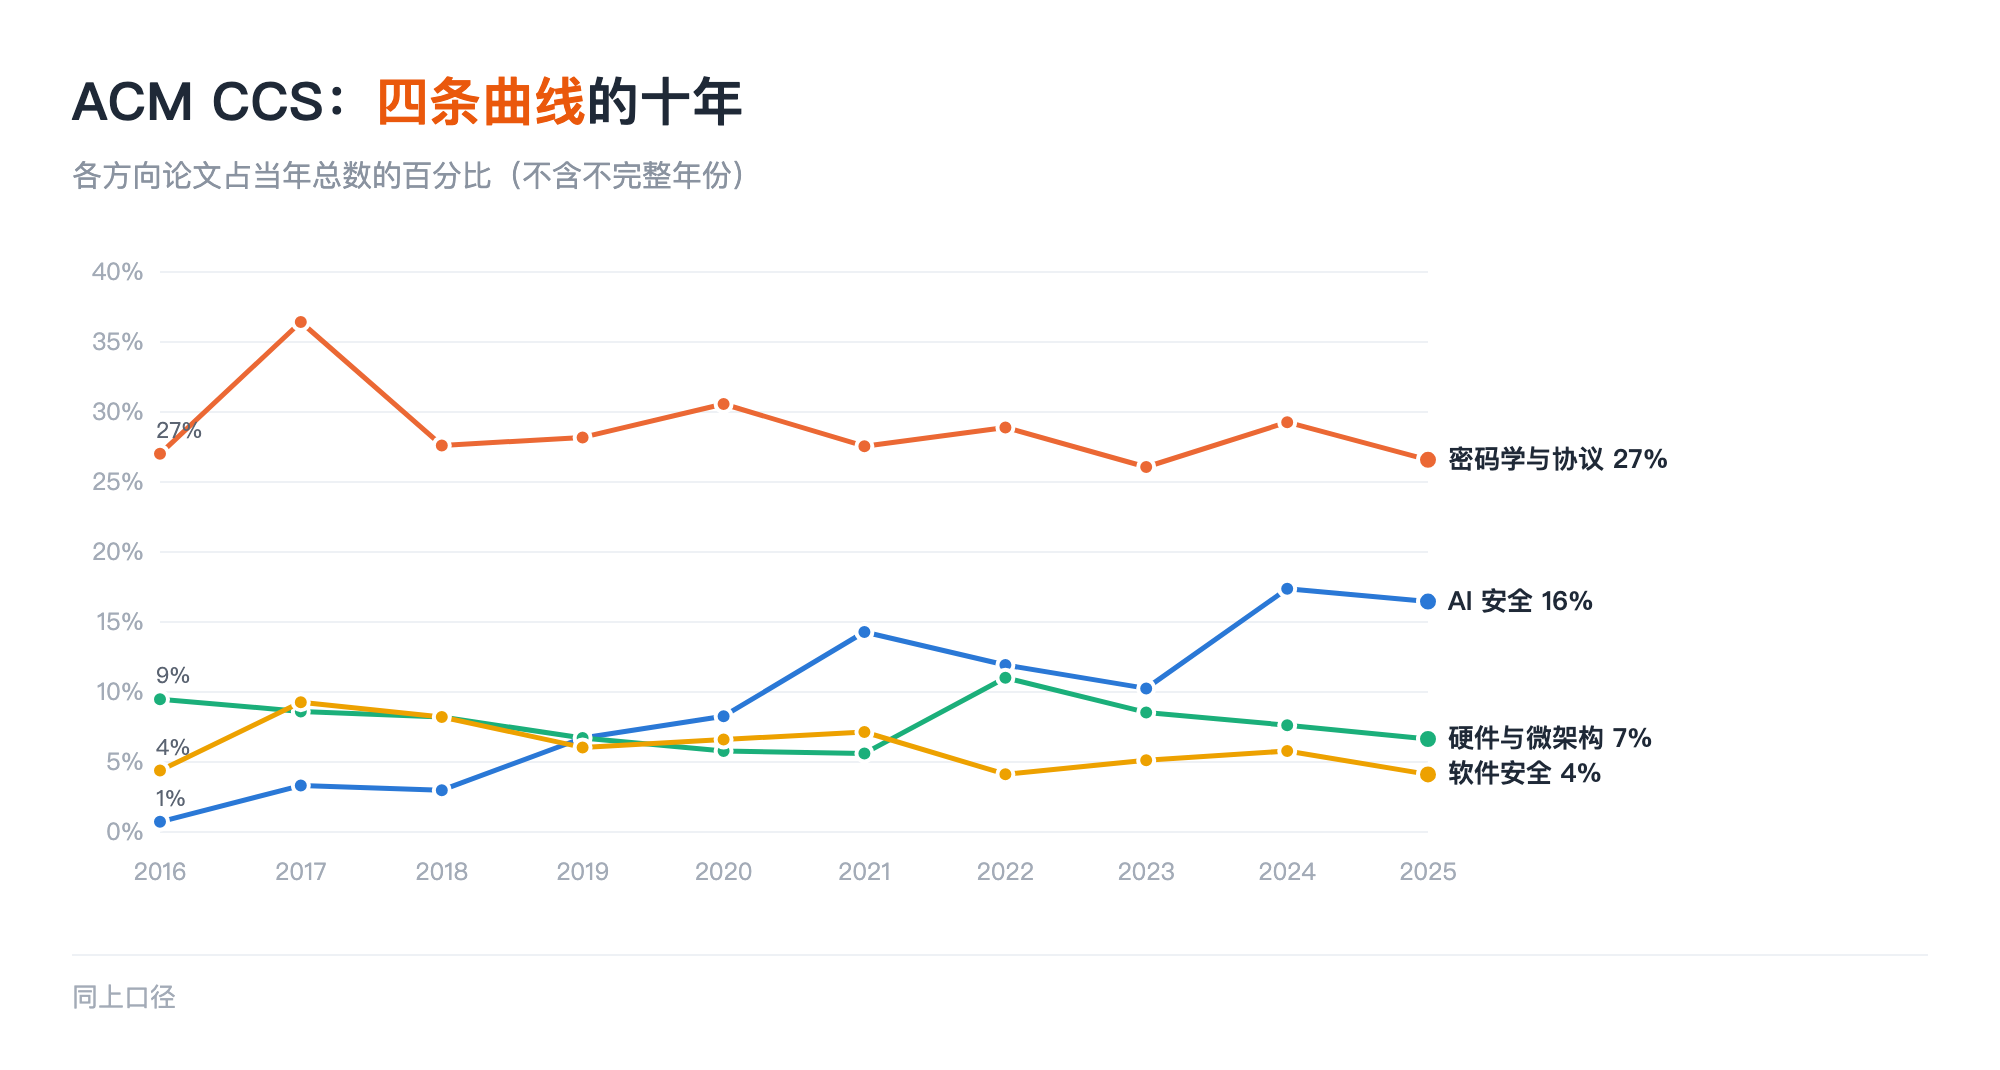 ACM CCS：四条曲线的十年
各方向论文占当年总数的百分比（不含不完整年份）
40%
35%
30%
27%
25%
密码学与协议 27%
20%
15%
AI 安全 16%
10%
9%
5%
4%
硬件与微架构 7%
软件安全 4%
1%
0%
2016 2017 2018 2019 2020 2021 2022 2023 2024 2025
同上口径